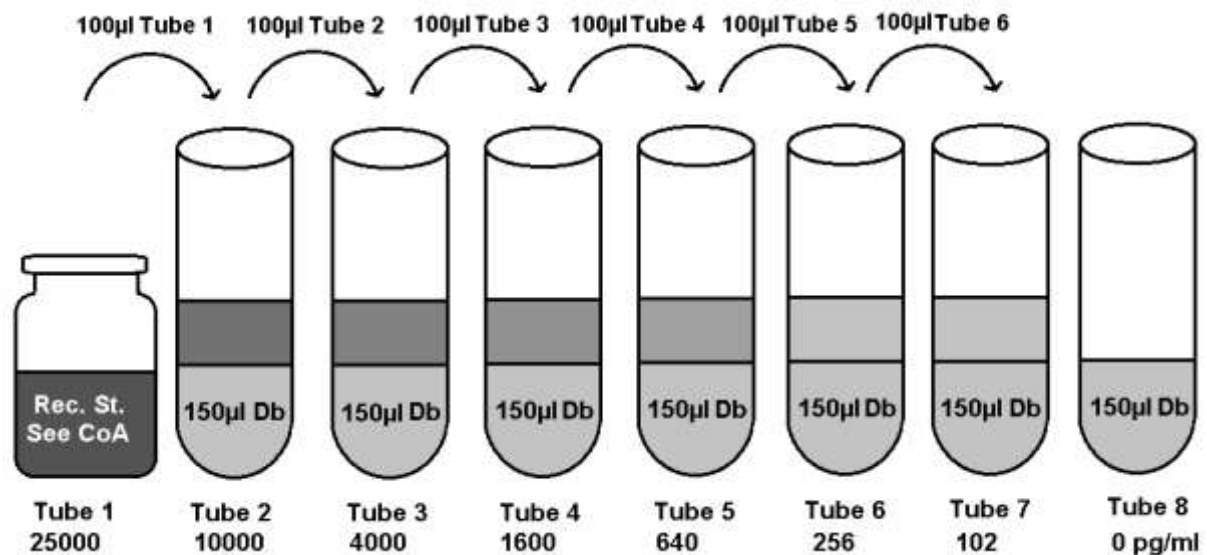 100µl Tube 1 100µl Tube 2 100µl Tube 3 100µl Tube 4 100µl Tube 5 100µl Tube 6
Rec. St.
See CoA
150µl Db 150µl Db 150µl Db 150µl Db 150µl Db 150µl Db 150µl Db
Tube 1 Tube 2 Tube 3 Tube 4 Tube 5 Tube 6 Tube 7 Tube 8
25000 10000 4000 1600 640 256 102 0 pg/ml